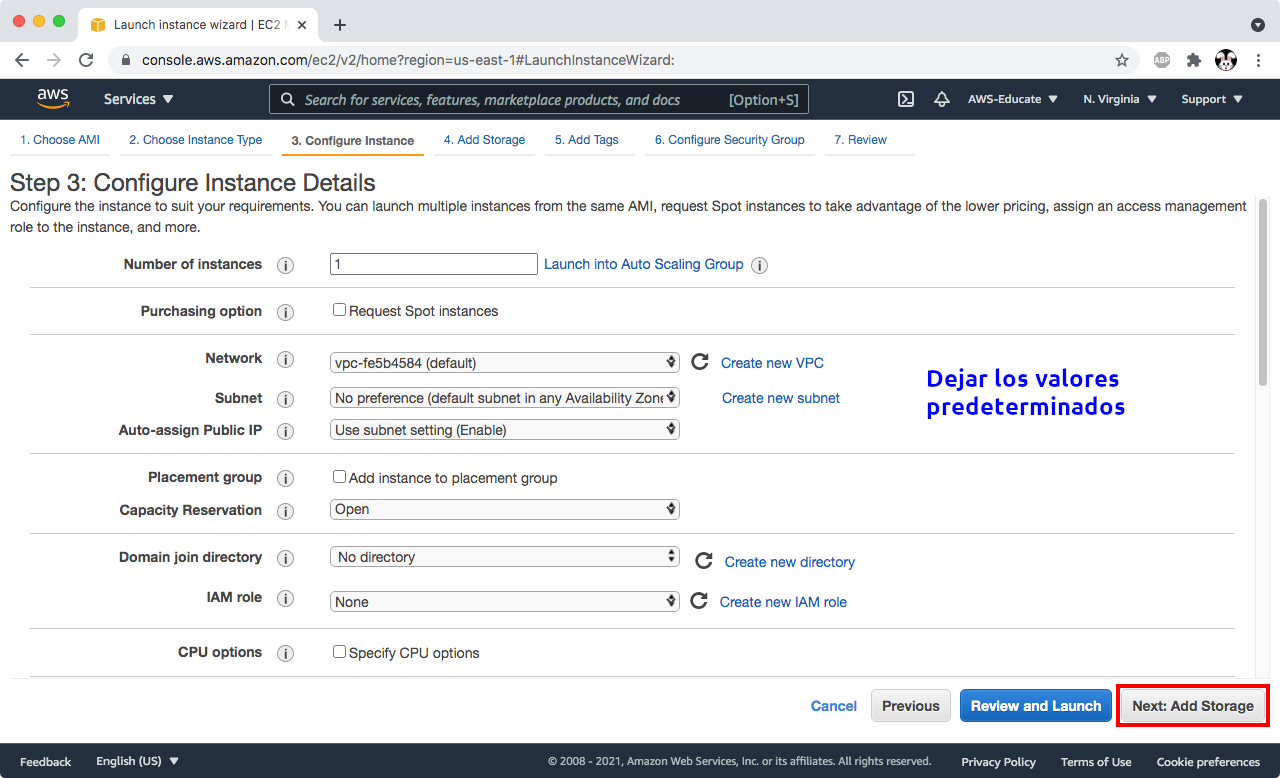 Launch instance wizard | EC2 M
console.aws.amazon.com/ec2/v2/home?region=us-east-1#LaunchInstanceWizard:
ABP
aws
Services
Search for services, features, marketplace products, and docs
[Option+S]
AWS-Educate
N. Virginia
Support
1. Choose AMI
2. Choose Instance Type
3. Configure Instance
4. Add Storage
5. Add Tags
6. Configure Security Group
7. Review
Step 3: Configure Instance Details
Configure the instance to suit your requirements. You can launch multiple instances from the same AMI, request Spot instances to take advantage of the lower pricing, assign an access management
role to the instance, and more.
Number of instances
1
Launch into Auto Scaling Group
Purchasing option
Request Spot instances
Network
vpc-fe5b4584 (default)
Create new VPC
Dejar los valores
predeterminados
Subnet
No preference (default subnet in any Availability Zone
Create new subnet
Auto-assign Public IP
Use subnet setting (Enable)
Placement group
Add instance to placement group
Capacity Reservation
Open
Domain join directory
No directory
Create new directory
IAM role
None
Create new IAM role
CPU options
Specify CPU options
Cancel
Previous
Review and Launch
Next: Add Storage
Feedback
English (US)
© 2008 - 2021, Amazon Web Services, Inc. or its affiliates. All rights reserved.
Privacy Policy
Terms of Use
Cookie preferences